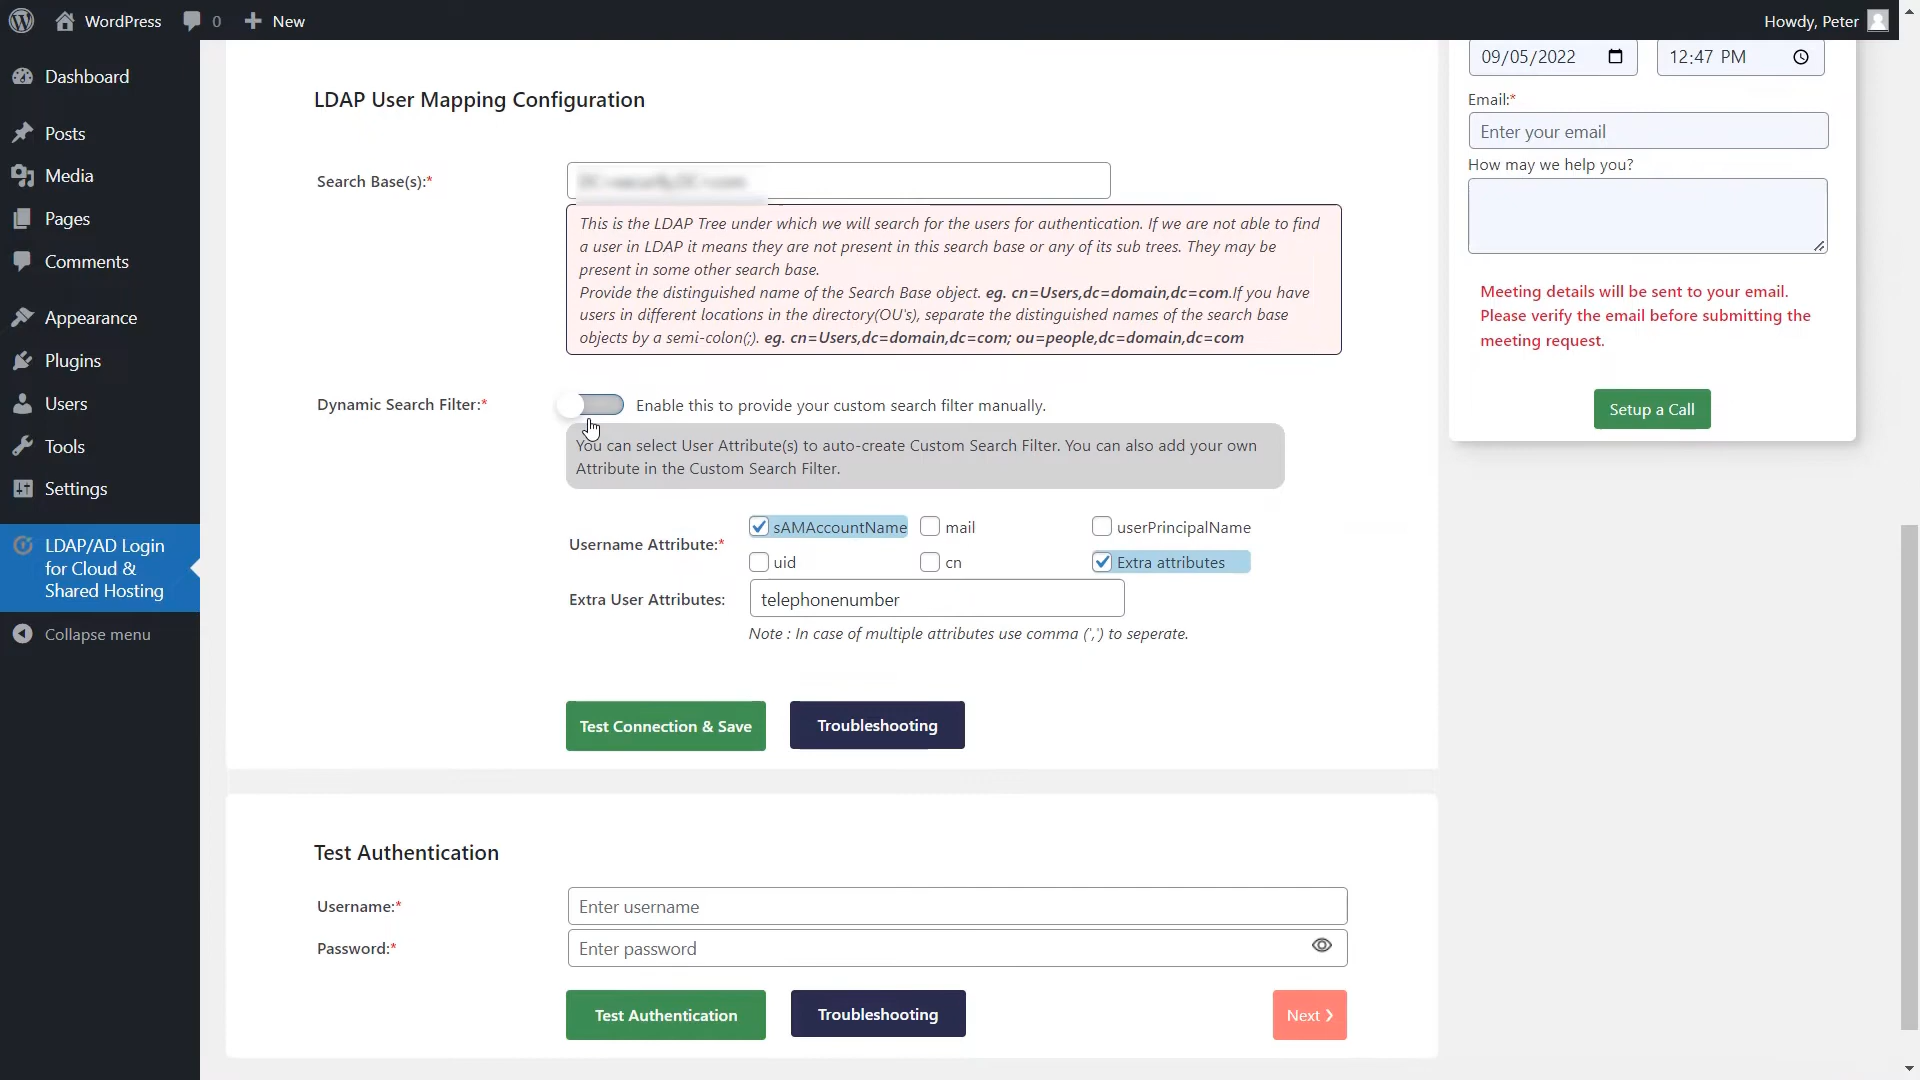 WordPress
0
New
Howdy, Peter
Dashboard
Posts
Media
Pages
Comments
Appearance
Plugins
Users
Tools
Settings
LDAP/AD Login
for Cloud &
Shared Hosting
Collapse menu
LDAP User Mapping Configuration
Search Base(s):*
This is the LDAP Tree under which we will search for the users for authentication. If we are not able to find
a user in LDAP it means they are not present in this search base or any of its sub trees. They may be
present in some other search base.
Provide the distinguished name of the Search Base object. eg. cn=Users,dc=domain,dc=com.If you have
users in different locations in the directory(OU's), separate the distinguished names of the search base
objects by a semi-colon(;). eg. cn=Users,dc=domain,dc=com; ou=people,dc=domain,dc=com
Dynamic Search Filter:*
Enable this to provide your custom search filter manually.
You can select User Attribute(s) to auto-create Custom Search Filter. You can also add your own
Attribute in the Custom Search Filter.
Username Attribute:*
sAMAccountName
mail
userPrincipalName
uid
cn
Extra attributes
Extra User Attributes:
telephonenumber
Note : In case of multiple attributes use comma (',') to seperate.
Test Connection & Save
Troubleshooting
Test Authentication
Username:*
Enter username
Password:*
Enter password
Test Authentication
Troubleshooting
Next ❯
09/05/2022
12:47 PM
Email:*
Enter your email
How may we help you?
Meeting details will be sent to your email.
Please verify the email before submitting the
meeting request.
Setup a Call